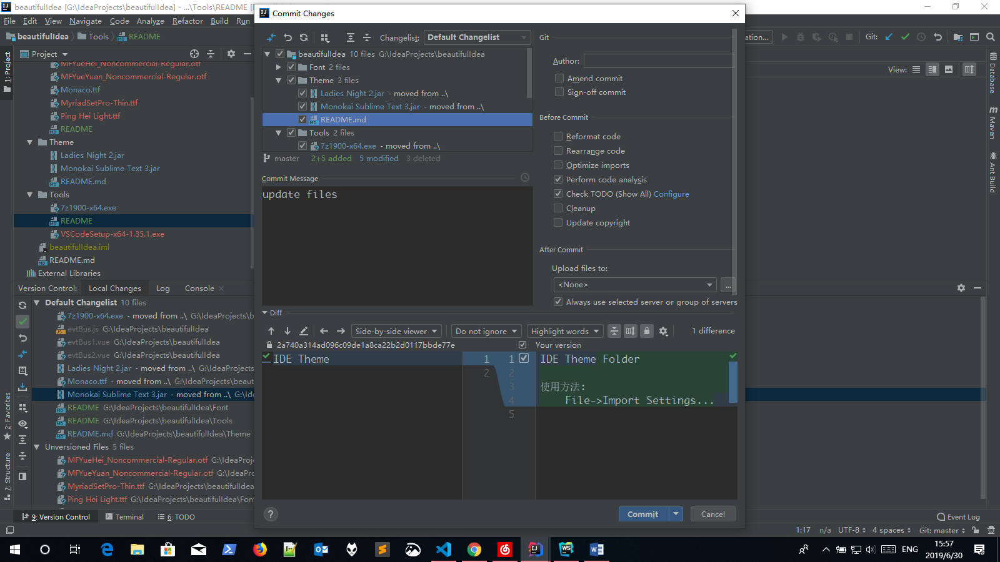 beautifulIdea [G:\IdeaProjects\beautifulIdea] - ...\Tools\README [
File Edit View Navigate Code Analyze Refactor Build Run
beautifulIdea Tools README
Git:
1: Project
Project
MFYueHei_Noncommercial-Regular.otf
MFYueYuan_Noncommercial-Regular.otf
Monaco.ttf
MyriadSetPro-Thin.ttf
Ping Hei Light.ttf
README
Theme
Ladies Night 2.jar
Monokai Sublime Text 3.jar
README.md
Tools
7z1900-x64.exe
README
VSCodeSetup-x64-1.35.1.exe
beautifulIdea.iml
README.md
External Libraries
Version Control: Local Changes Log Console
Default Changelist 10 files
7z1900-x64.exe - moved from ..\ G:\IdeaProjects\b
evtBus.js G:\IdeaProjects\beautifulIdea
evtBus1.vue G:\IdeaProjects\beautifulIdea
evtBus2.vue G:\IdeaProjects\beautifulIdea
Ladies Night 2.jar - moved from ..\ G:\IdeaProje
Monaco.ttf - moved from ..\ G:\IdeaProjects\beaut
Monokai Sublime Text 3.jar - moved from ..\ G:\Ide
README G:\IdeaProjects\beautifulIdea\Font
README G:\IdeaProjects\beautifulIdea\Tools
README.md G:\IdeaProjects\beautifulIdea\Theme
Unversioned Files 5 files
MFYueHei_Noncommercial-Regular.otf G:\IdeaProj
MFYueYuan_Noncommercial-Regular.otf G:\IdeaPr
MyriadSetPro-Thin.ttf G:\IdeaProjects\beautifulIdea
Ping Hei Light.ttf G:\IdeaProjects\beautifulIdea\Fon
2: Favorites
7: Structure
9: Version Control Terminal 6: TODO
Commit Changes
Changelist: Default Changelist
beautifulIdea 10 files G:\IdeaProjects\beautifulIdea
Font 2 files
Theme 3 files
Ladies Night 2.jar - moved from ..\
Monokai Sublime Text 3.jar - moved from ..\
README.md
Tools 2 files
7z1900-x64.exe - moved from ..\
master 2+5 added 5 modified 3 deleted
Commit Message
update files
Git
Author:
Amend commit
Sign-off commit
Before Commit
Reformat code
Rearrange code
Optimize imports
Perform code analysis
Check TODO (Show All) Configure
Cleanup
Update copyright
After Commit
Upload files to:
<None>
...
Always use selected server or group of servers
Diff
Side-by-side viewer Do not ignore Highlight words 1 difference
2a740a314ad096c09de1a8ca22b2d0117bbde77e Your version
IDE Theme 1 1 IDE Theme Folder
2 2
3 使用方法:
4 File->Import Settings...
5
? Commit Cancel
ation...
View:
Database
Maven
Ant Build
Event Log
1:17 n/a UTF-8 4 spaces Git: master
ENG
15:57
2019/6/30